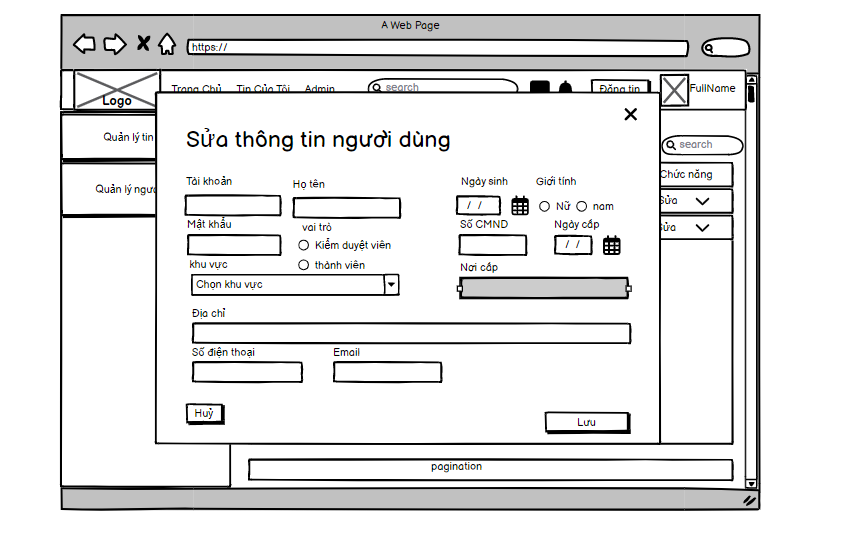 A Web Page
https://
Logo
Trang Chủ
Tin Của Tôi
Admin
search
Đăng tin
FullName
Quản lý tin
Quản lý ngư
search
Chức năng
Sửa
Sửa
Sửa thông tin người dùng
Tài khoản
Họ tên
Ngày sinh
Giới tính
/ /
Nữ
nam
Mật khẩu
vai trò
Số CMND
Ngày cấp
Kiểm duyệt viên
/ /
khu vực
thành viên
Nơi cấp
Chọn khu vực
Địa chỉ
Số điện thoại
Email
Huỷ
Lưu
pagination